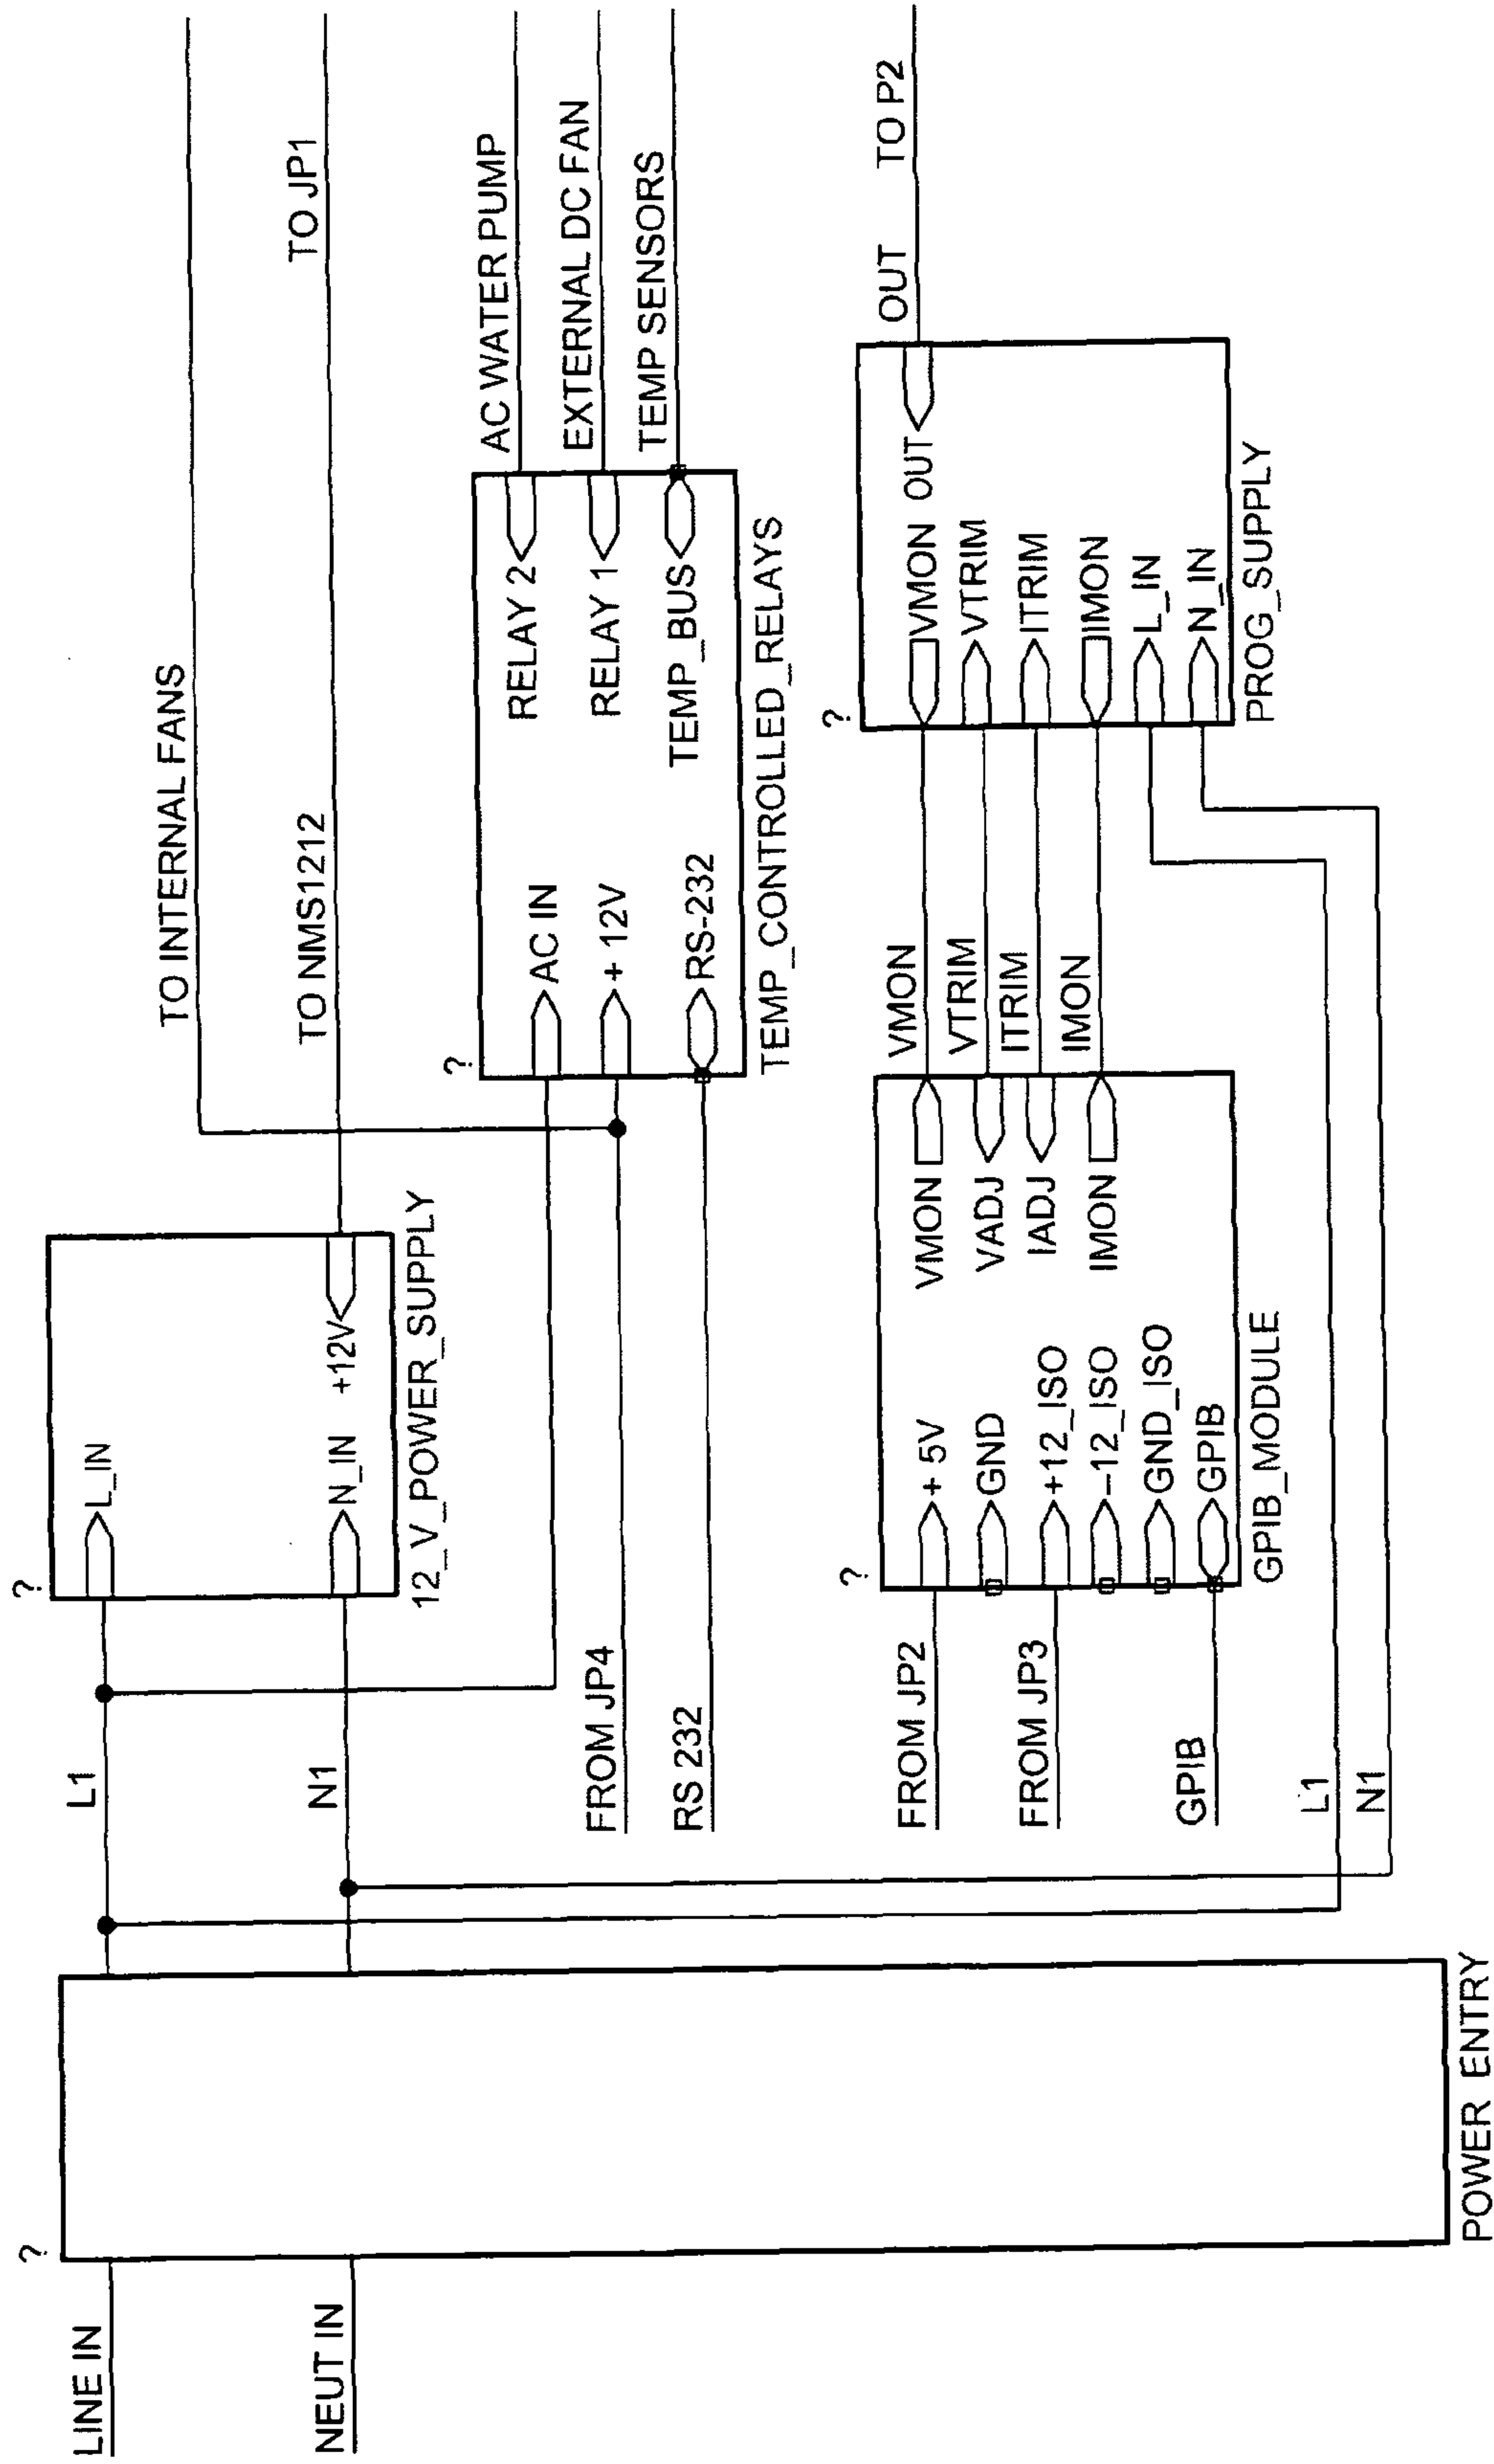 LINE IN
NEUT IN
?
POWER ENTRY
L1
N1
?
L_IN
N_IN
+12V
12_V_POWER_SUPPLY
TO INTERNAL FANS
TO NMS1212
TO JP1
FROM JP4
RS 232
?
AC IN
+12V
RS-232
RELAY 2
RELAY 1
TEMP_BUS
TEMP_CONTROLLED_RELAYS
AC WATER PUMP
EXTERNAL DC FAN
TEMP SENSORS
FROM JP2
FROM JP3
GPIB
L1
N1
?
+5V
GND
+12_ISO
–12_ISO
GND_ISO
GPIB
VMON
VADJ
IADJ
IMON
GPIB_MODULE
VMON
VTRIM
ITRIM
IMON
?
VMON OUT
VTRIM
ITRIM
IMON
L_IN
N_IN
PROG_SUPPLY
OUT
TO P2